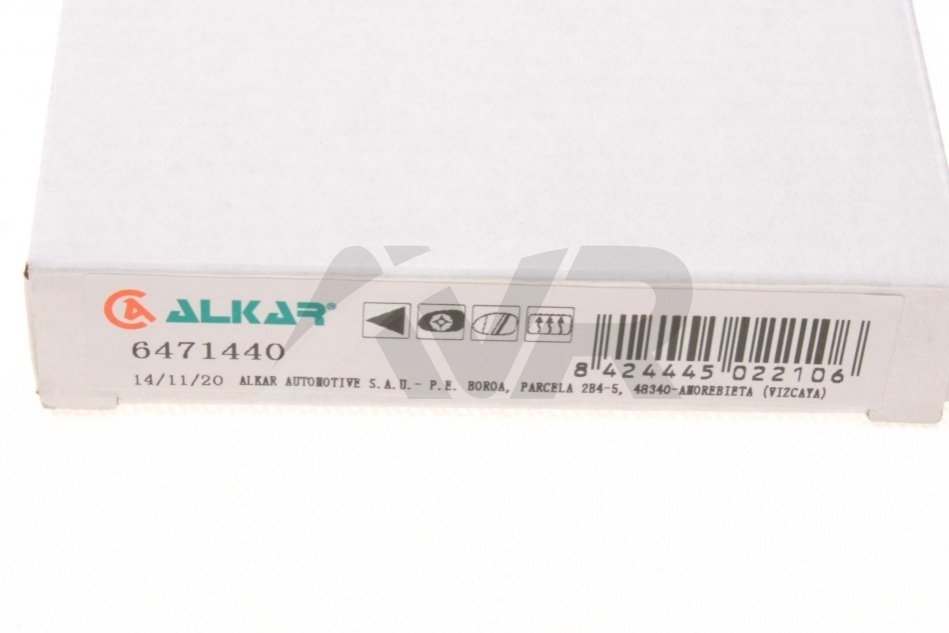 ALKAR®
6471440
8 424445 022106
14/11/20 ALKAR AUTOMOTIVE S.A.U.- P.E. BOROA, PARCELA 2B4-5, 48340-AMOREBIETA (VIZCAYA)